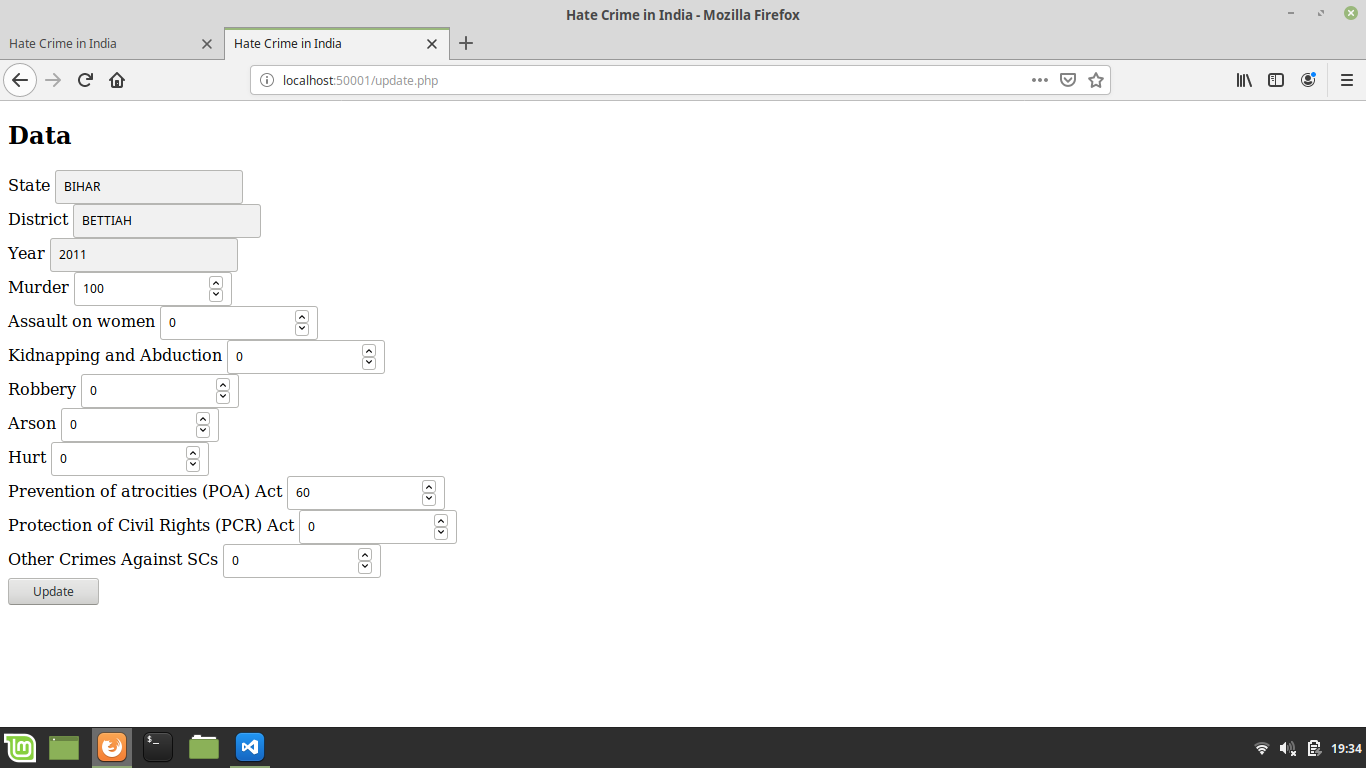 Hate Crime in India - Mozilla Firefox
Hate Crime in India
Hate Crime in India
localhost:50001/update.php
Data
State BIHAR
District BETTIAH
Year 2011
Murder 100
Assault on women 0
Kidnapping and Abduction 0
Robbery 0
Arson 0
Hurt 0
Prevention of atrocities (POA) Act 60
Protection of Civil Rights (PCR) Act 0
Other Crimes Against SCs 0
Update
$_
19:34